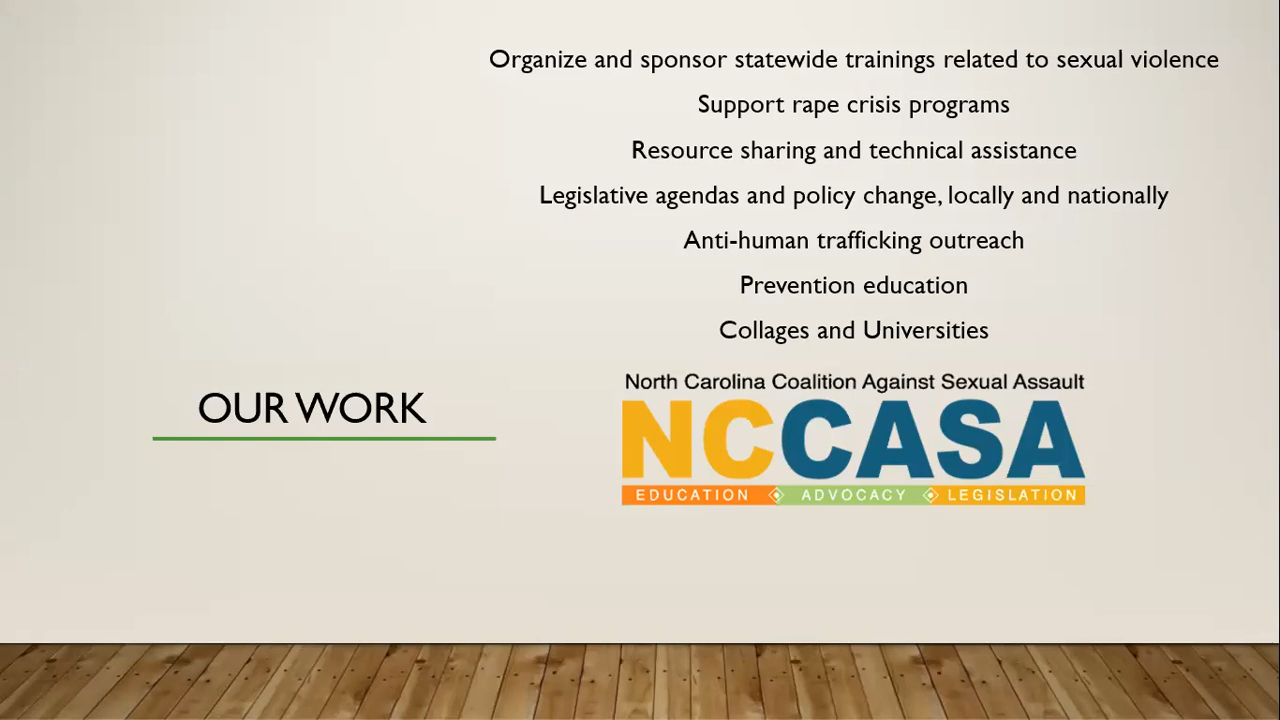 Organize and sponsor statewide trainings related to sexual violence
Support rape crisis programs
Resource sharing and technical assistance
Legislative agendas and policy change, locally and nationally
Anti-human trafficking outreach
Prevention education
Collages and Universities
OUR WORK
North Carolina Coalition Against Sexual Assault
NCCASA
EDUCATION ADVOCACY LEGISLATION